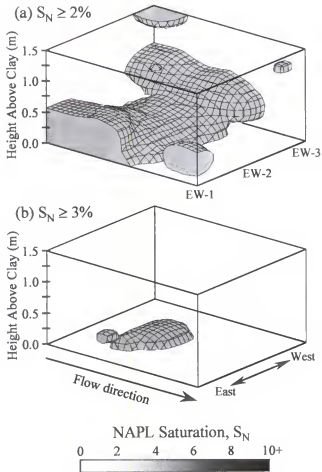 (a) S_N ≥ 2%
Height Above Clay (m)
1.5
1.0
0.5
0.0
EW-1
EW-2
EW-3
(b) S_N ≥ 3%
Height Above Clay (m)
1.5
1.0
0.5
0.0
Flow direction
East
West
NAPL Saturation, S_N
0 2 4 6 8 10+